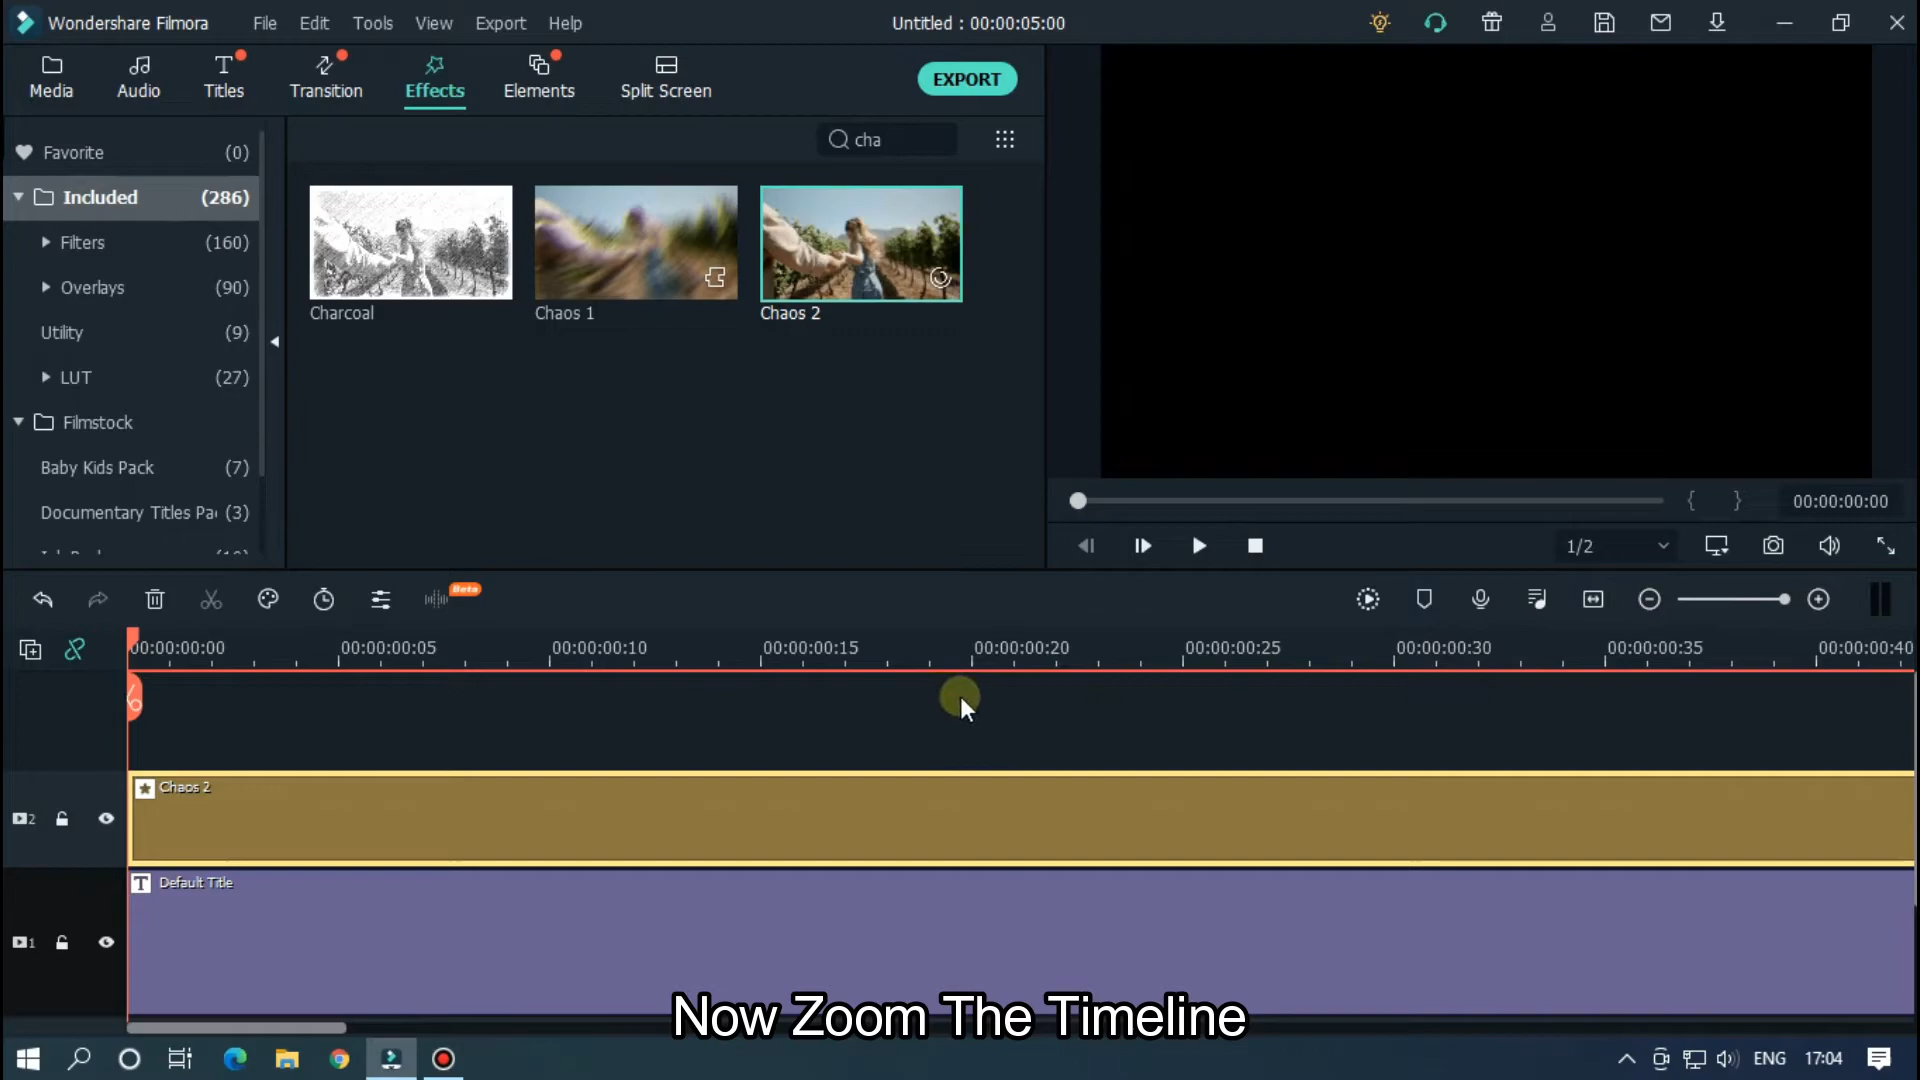 Wondershare Filmora File Edit Tools View Export Help Untitled : 00:00:05:00
Media Audio Titles Transition Effects Elements Split Screen EXPORT
cha
Favorite (0)
Included (286)
Filters (160)
Overlays (90)
Utility (9)
LUT (27)
Filmstock
Baby Kids Pack (7)
Documentary Titles Pa (3)
Charcoal Chaos 1 Chaos 2
{ } 00:00:00:00
1/2
Beta
00:00:00:00 00:00:00:05 00:00:00:10 00:00:00:15 00:00:00:20 00:00:00:25 00:00:00:30 00:00:00:35 00:00:00:40
Chaos 2
2
T Default Title
1
Now Zoom The Timeline
ENG 17:04